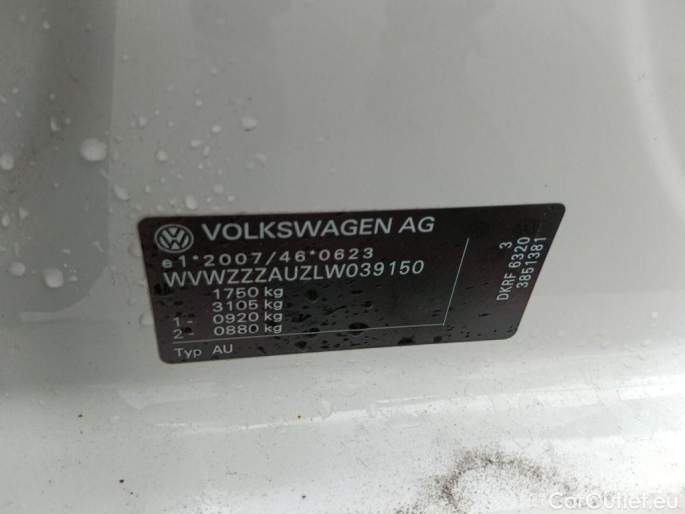 VOLKSWAGEN AG
e1*2007/46*0623
WVWZZZAUZLW039150
1750 kg
3105 kg
1 - 0920 kg
2 - 0880 kg
Typ AU
3
DKRF 6320
3851381
CarOutlet.eu